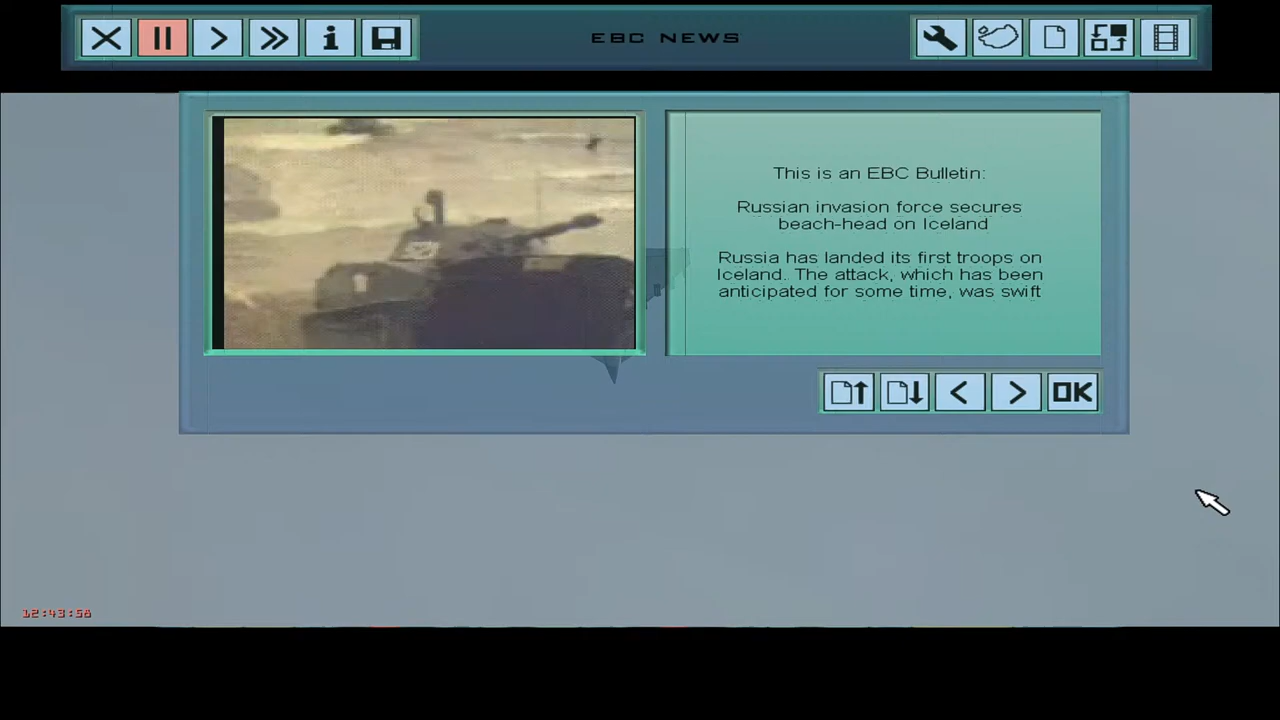 EBC NEWS
This is an EBC Bulletin:
Russian invasion force secures
beach-head on Iceland
Russia has landed its first troops on
Iceland. The attack, which has been
anticipated for some time, was swift
OK
12:43:58